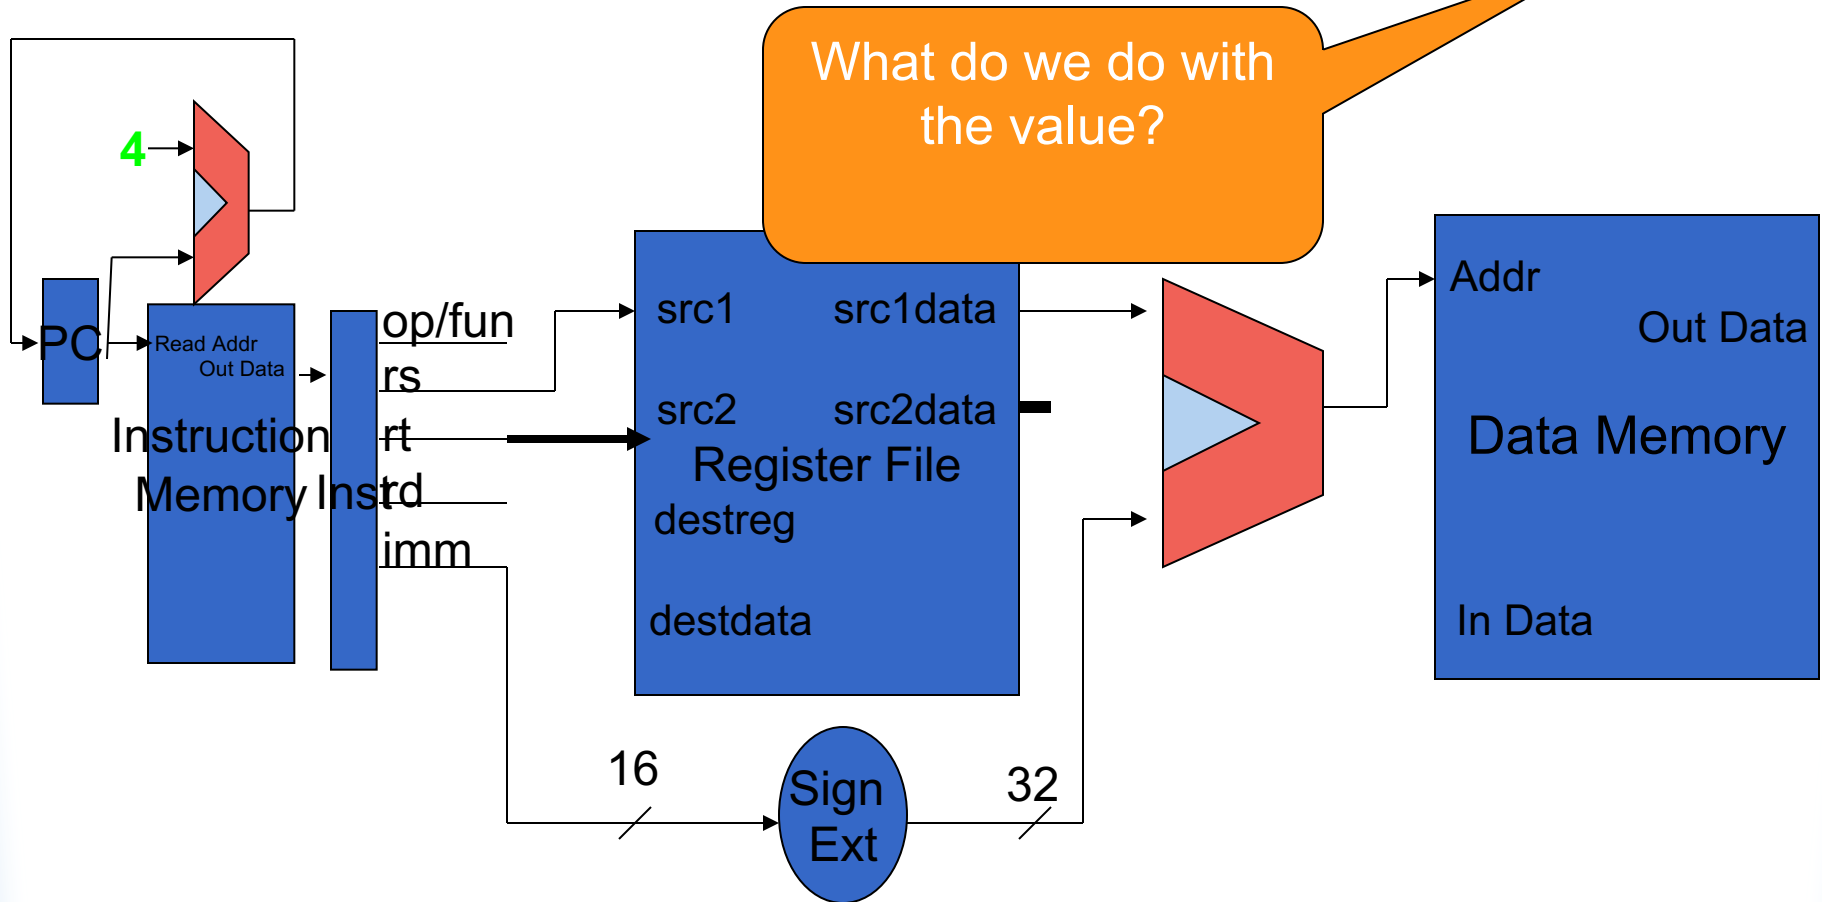 What do we do with
the value?
4
PC
Read Addr
Out Data
Instruction
Memory
Inst
op/fun
rs
rt
rd
imm
src1
src1data
src2
src2data
Register File
destreg
destdata
16
Sign
Ext
32
Addr
Out Data
Data Memory
In Data